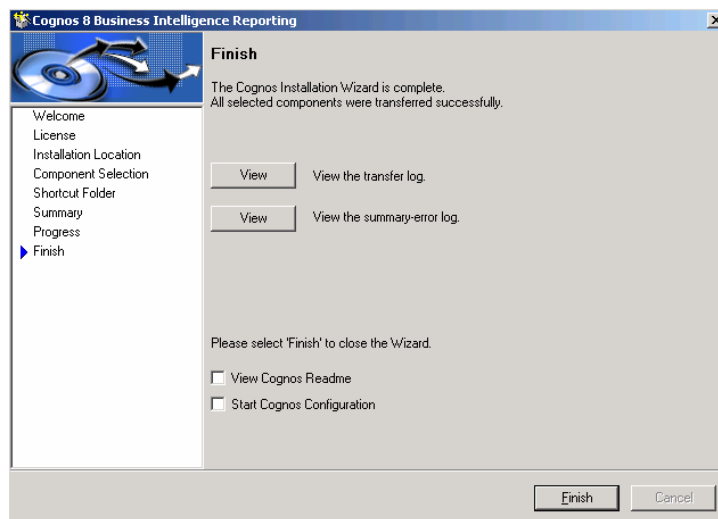 Cognos 8 Business Intelligence Reporting
Welcome
License
Installation Location
Component Selection
Shortcut Folder
Summary
Progress
Finish
Finish
The Cognos Installation Wizard is complete.
All selected components were transferred successfully.
View View the transfer log.
View View the summary-error log.
Please select 'Finish' to close the Wizard.
View Cognos Readme
Start Cognos Configuration
Finish Cancel